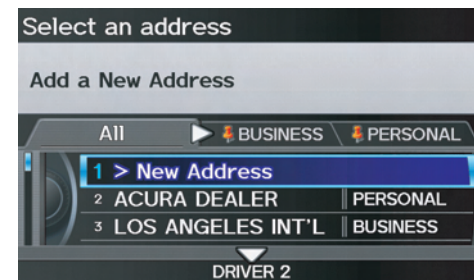 Select an address
Add a New Address
All BUSINESS PERSONAL
1 > New Address
2 ACURA DEALER PERSONAL
3 LOS ANGELES INT'L BUSINESS
DRIVER 2